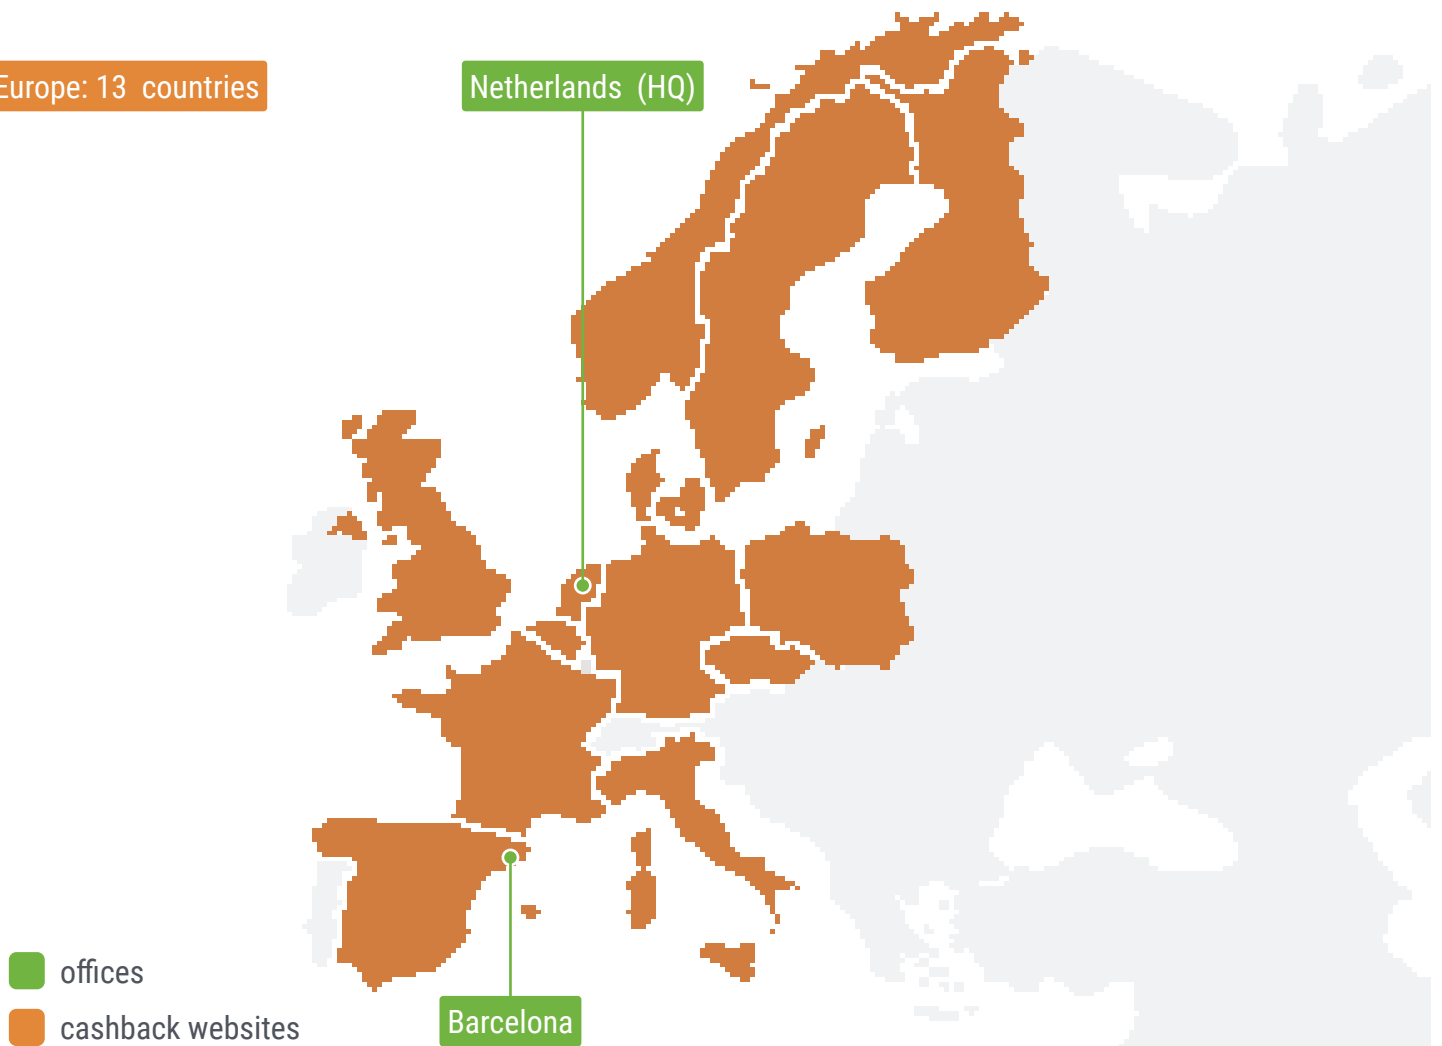 Europe: 13 countries
Netherlands (HQ)
offices
cashback websites
Barcelona